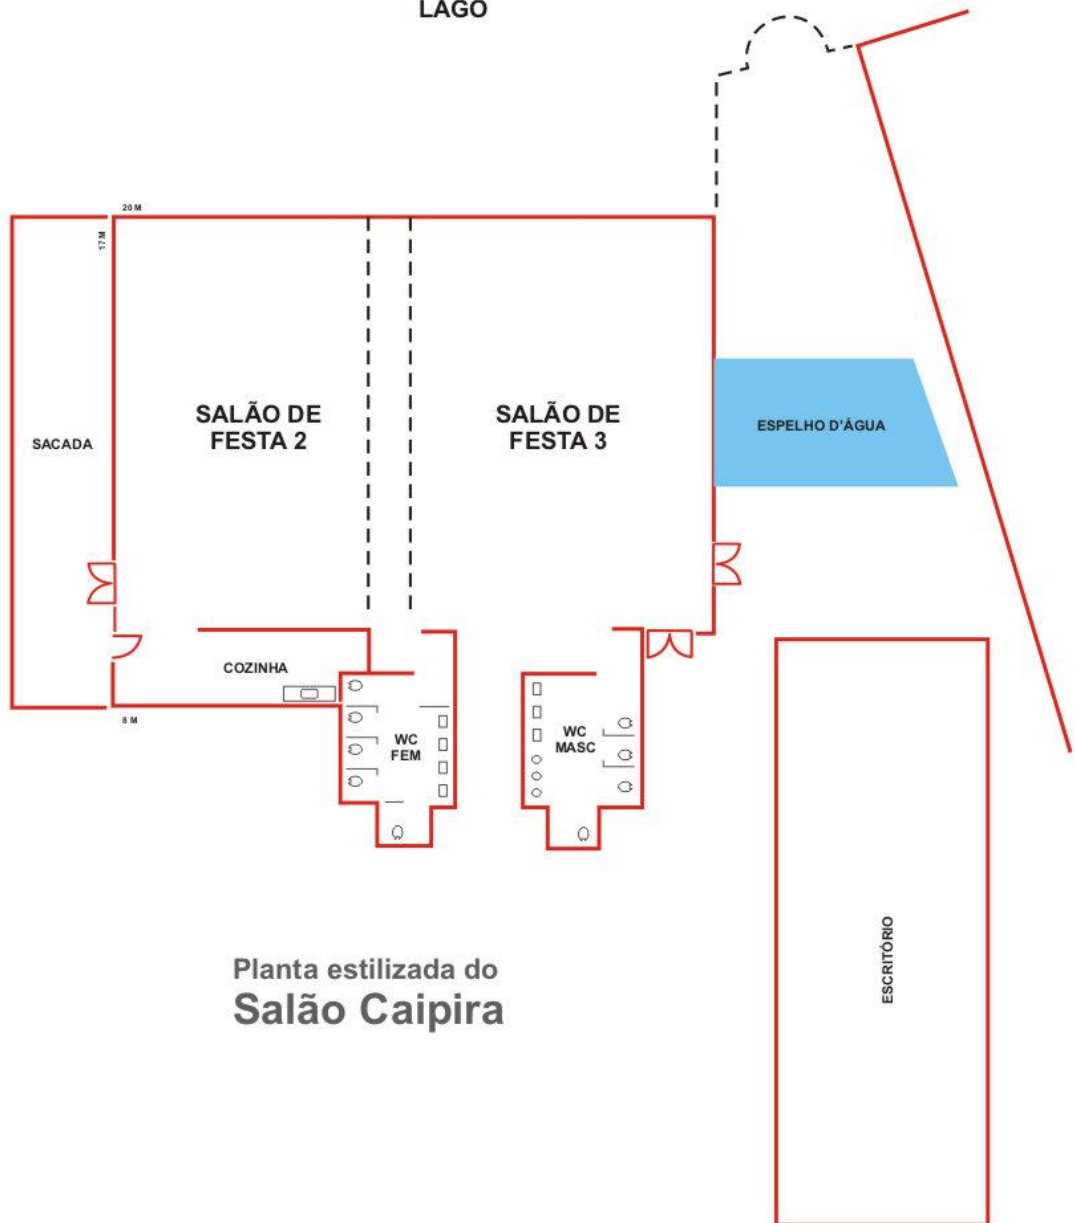 LAGO
20 M
17 M
SALÃO DE
FESTA 2
SALÃO DE
FESTA 3
ESPELHO D'ÁGUA
SACADA
COZINHA
8 M
WC
FEM
WC
MASC
ESCRITÓRIO
Planta estilizada do
Salão Caipira